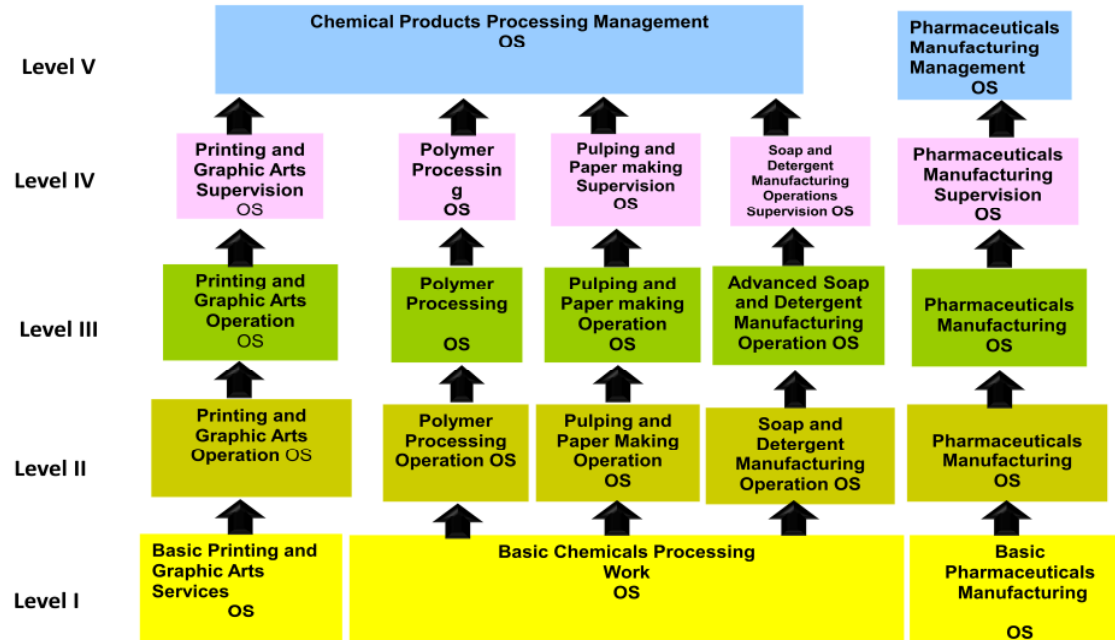 Level V
Chemical Products Processing Management
OS
Pharmaceuticals
Manufacturing
Management
OS
Level IV
Printing and
Graphic Arts
Supervision
OS
Polymer
Processin
g
OS
Pulping and
Paper making
Supervision
OS
Soap and
Detergent
Manufacturing
Operations
Supervision OS
Pharmaceuticals
Manufacturing
Supervision
OS
Level III
Printing and
Graphic Arts
Operation
OS
Polymer
Processing
OS
Pulping and
Paper making
Operation
OS
Advanced Soap
and Detergent
Manufacturing
Operation OS
Pharmaceuticals
Manufacturing
OS
Level II
Printing and
Graphic Arts
Operation OS
Polymer
Processing
Operation OS
Pulping and
Paper Making
Operation
OS
Soap and
Detergent
Manufacturing
Operation OS
Pharmaceuticals
Manufacturing
OS
Level I
Basic Printing and
Graphic Arts
Services
OS
Basic Chemicals Processing
Work
OS
Basic
Pharmaceuticals
Manufacturing
OS